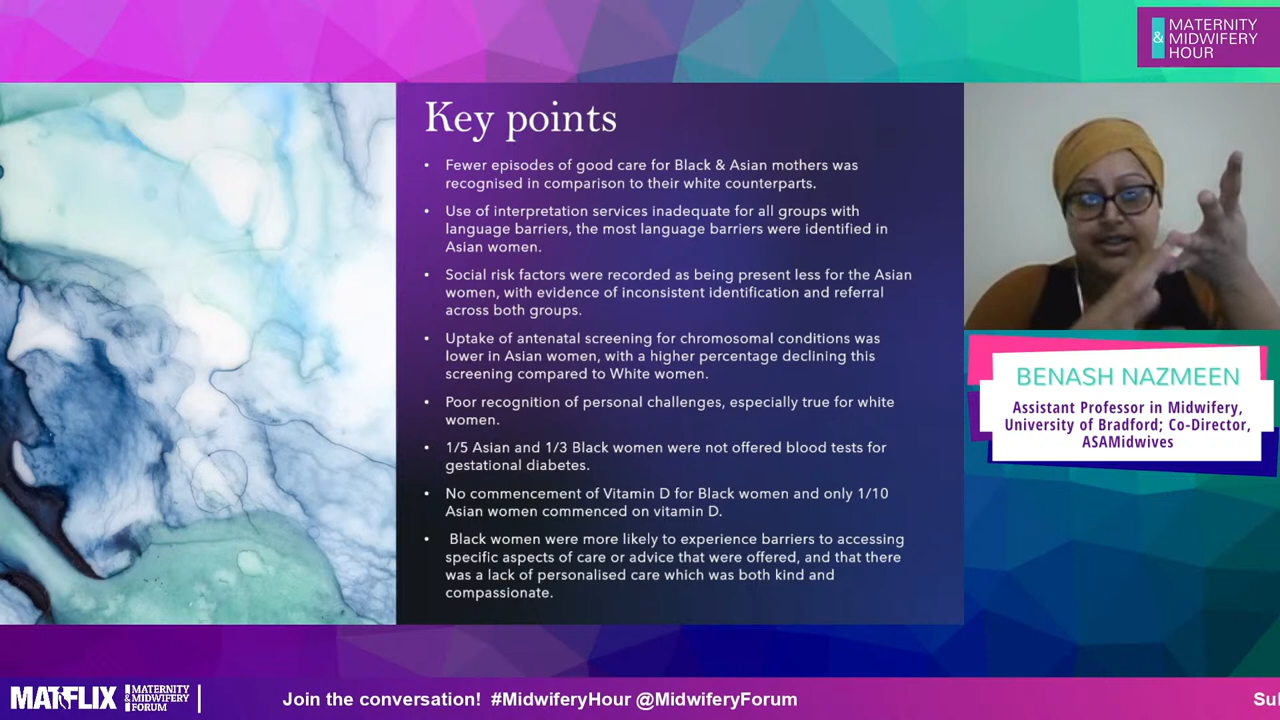 &
MATERNITY
MIDWIFERY
HOUR
Key points
• Fewer episodes of good care for Black & Asian mothers was
recognised in comparison to their white counterparts.
• Use of interpretation services inadequate for all groups with
language barriers, the most language barriers were identified in
Asian women.
• Social risk factors were recorded as being present less for the Asian
women, with evidence of inconsistent identification and referral
across both groups.
• Uptake of antenatal screening for chromosomal conditions was
lower in Asian women, with a higher percentage declining this
screening compared to White women.
• Poor recognition of personal challenges, especially true for white
women.
• 1/5 Asian and 1/3 Black women were not offered blood tests for
gestational diabetes.
• No commencement of Vitamin D for Black women and only 1/10
Asian women commenced on vitamin D.
• Black women were more likely to experience barriers to accessing
specific aspects of care or advice that were offered, and that there
was a lack of personalised care which was both kind and
compassionate.
BENASH NAZMEEN
Assistant Professor in Midwifery,
University of Bradford; Co-Director,
ASAMidwives
MATFLIX
MATERNITY
& MIDWIFERY
FORUM
Join the conversation! #MidwiferyHour @MidwiferyForum